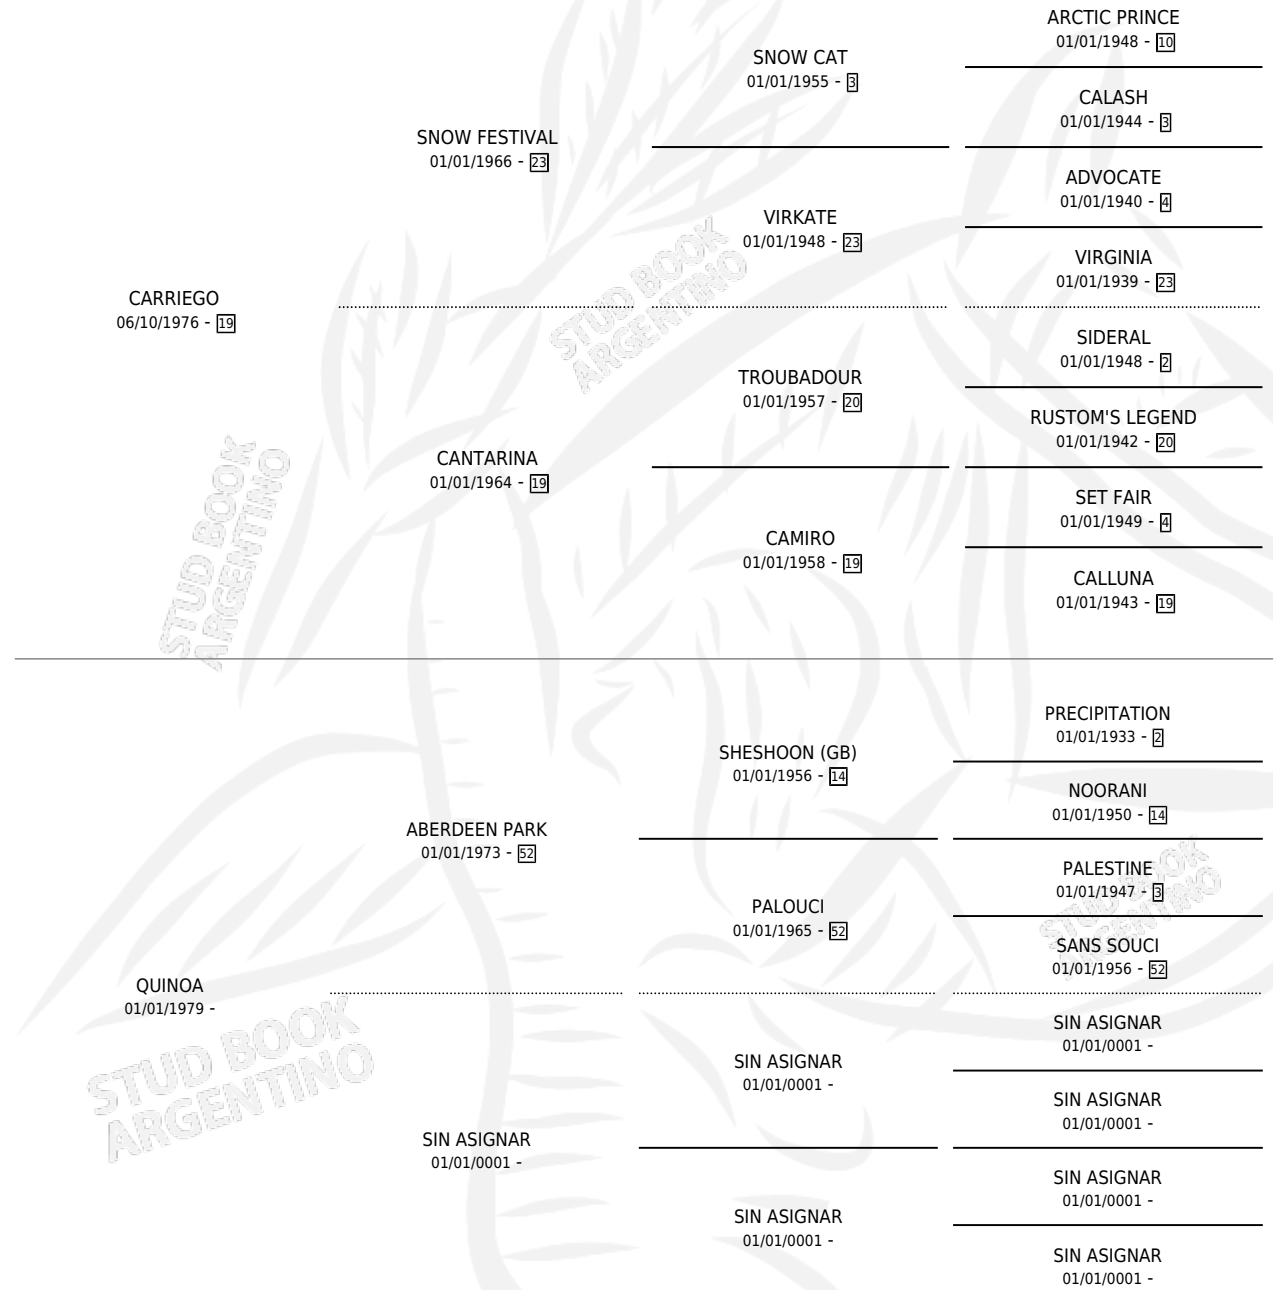 ARCTIC PRINCE
01/01/1948 - 10
SNOW CAT
01/01/1955 - 3
CALASH
01/01/1944 - 3
SNOW FESTIVAL
01/01/1966 - 23
ADVOCATE
01/01/1940 - 4
VIRKATE
01/01/1948 - 23
VIRGINIA
01/01/1939 - 23
CARRIEGO
06/10/1976 - 19
SIDERAL
01/01/1948 - 2
TROUBADOUR
01/01/1957 - 20
RUSTOM'S LEGEND
01/01/1942 - 20
CANTARINA
01/01/1964 - 19
SET FAIR
01/01/1949 - 4
CAMIRO
01/01/1958 - 19
CALLUNA
01/01/1943 - 19
STUD BOOK
ARGENTINO
STUD BOOK
ARGENTINO
PRECIPITATION
01/01/1933 - 2
SHESHOON (GB)
01/01/1956 - 14
NOORANI
01/01/1950 - 14
ABERDEEN PARK
01/01/1973 - 52
PALESTINE
01/01/1947 - 3
PALOUCI
01/01/1965 - 52
SANS SOUCI
01/01/1956 - 52
STUD BOOK
ARGENTINO
QUINOA
01/01/1979 -
SIN ASIGNAR
01/01/0001 -
SIN ASIGNAR
01/01/0001 -
SIN ASIGNAR
01/01/0001 -
STUD BOOK
ARGENTINO
SIN ASIGNAR
01/01/0001 -
SIN ASIGNAR
01/01/0001 -
SIN ASIGNAR
01/01/0001 -
SIN ASIGNAR
01/01/0001 -